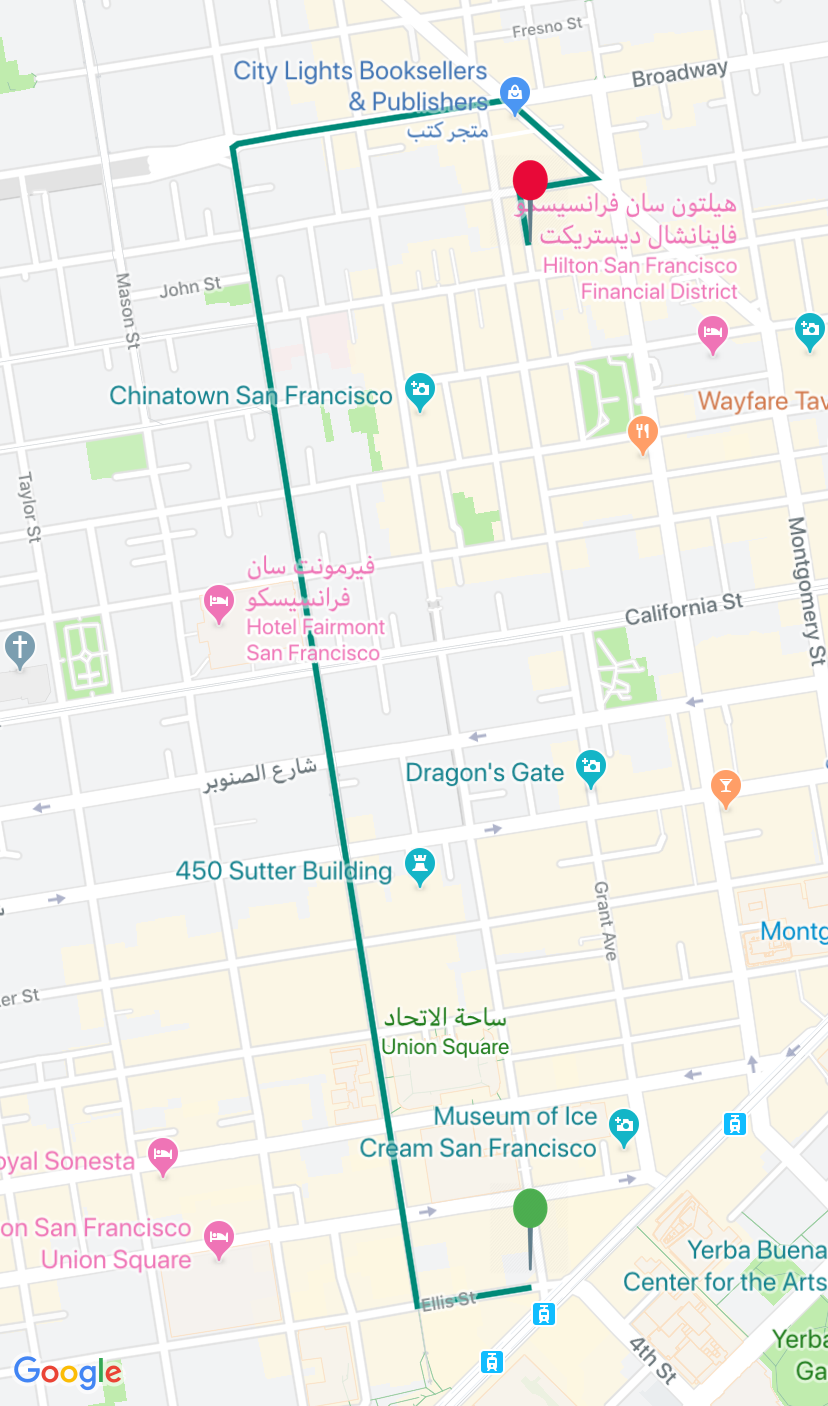 Fresno St
Broadway
City Lights Booksellers
& Publishers
متجر كتب
هيلتون سان فرانسيسكو
فاينانشال ديستريكت
Hilton San Francisco
Financial District
John St
Mason St
Chinatown San Francisco
Wayfare Tav
Taylor St
Montgomery St
فيرمونت سان
فرانسيسكو
Hotel Fairmont
San Francisco
California St
شارع الصنوبر
Dragon's Gate
450 Sutter Building
Grant Ave
Montg
er St
ساحة الاتحاد
Union Square
Museum of Ice
Cream San Francisco
oyal Sonesta
on San Francisco
Union Square
Yerba Buena
Center for the Arts
Ellis St
4th St
Yerba
Ga
Google